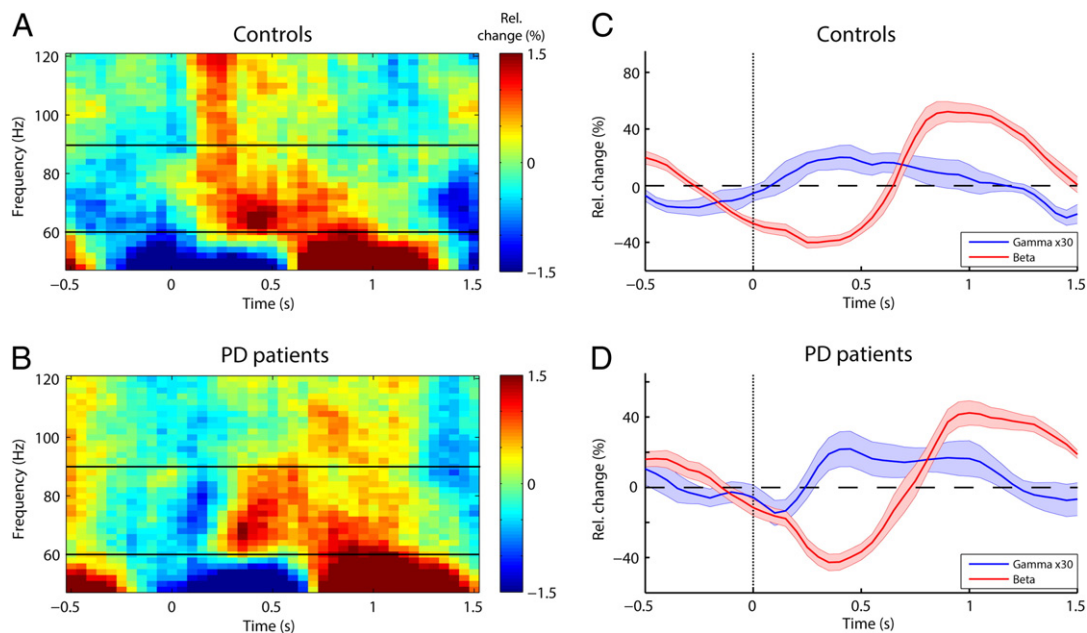 A
Controls
Rel.
change (%)
Frequency (Hz)
120
100
80
60
−0.5
0
0.5
1
1.5
Time (s)
1.5
0
−1.5
C
Controls
Rel. change (%)
80
40
0
−40
−0.5
0
0.5
1
1.5
Time (s)
Gamma x30
Beta
B
PD patients
Frequency (Hz)
120
100
80
60
−0.5
0
0.5
1
1.5
Time (s)
1.5
0
−1.5
D
PD patients
Rel. change (%)
40
0
−40
−0.5
0
0.5
1
1.5
Time (s)
Gamma x30
Beta